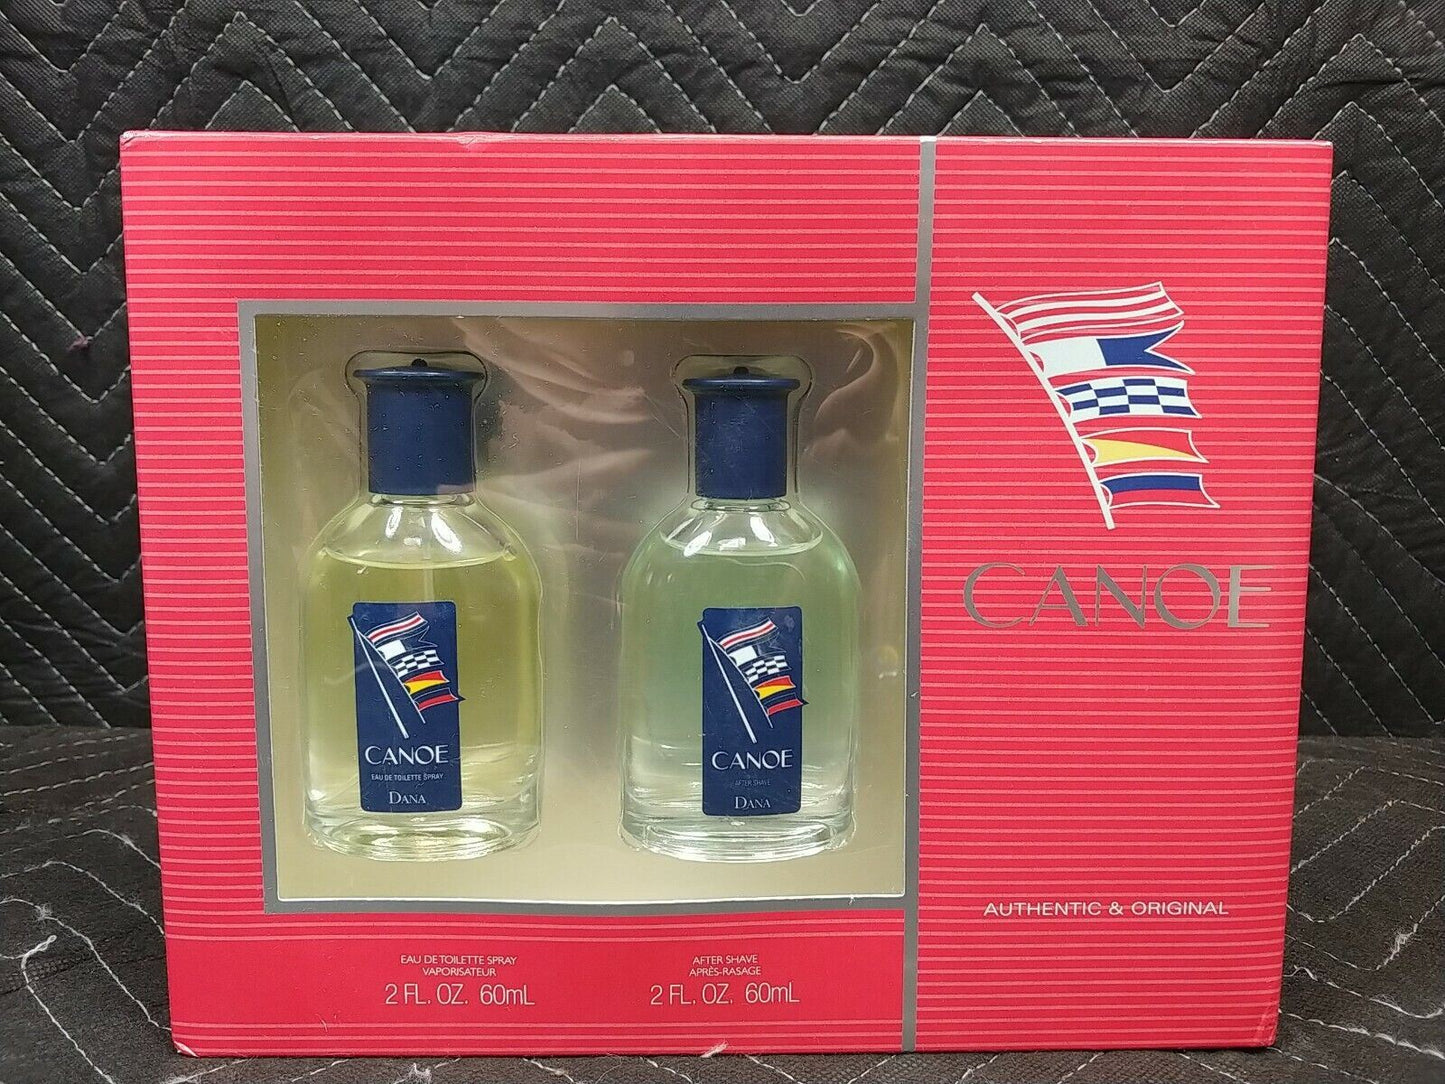 CANOE
EAU DE TOILETTE SPRAY
DANA
CANOE
AFTER SHAVE
DANA
EAU DE TOILETTE SPRAY
VAPORISATEUR
2 FL. OZ. 60mL
AFTER SHAVE
APRÈS-RASAGE
2 FL. OZ. 60mL
CANOE
AUTHENTIC & ORIGINAL